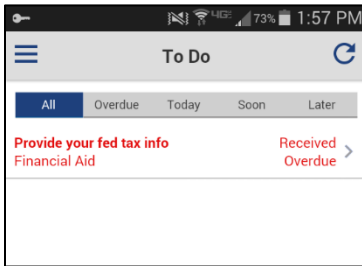 4G 73% 1:57 PM
To Do
All Overdue Today Soon Later
Provide your fed tax info Received
Financial Aid Overdue